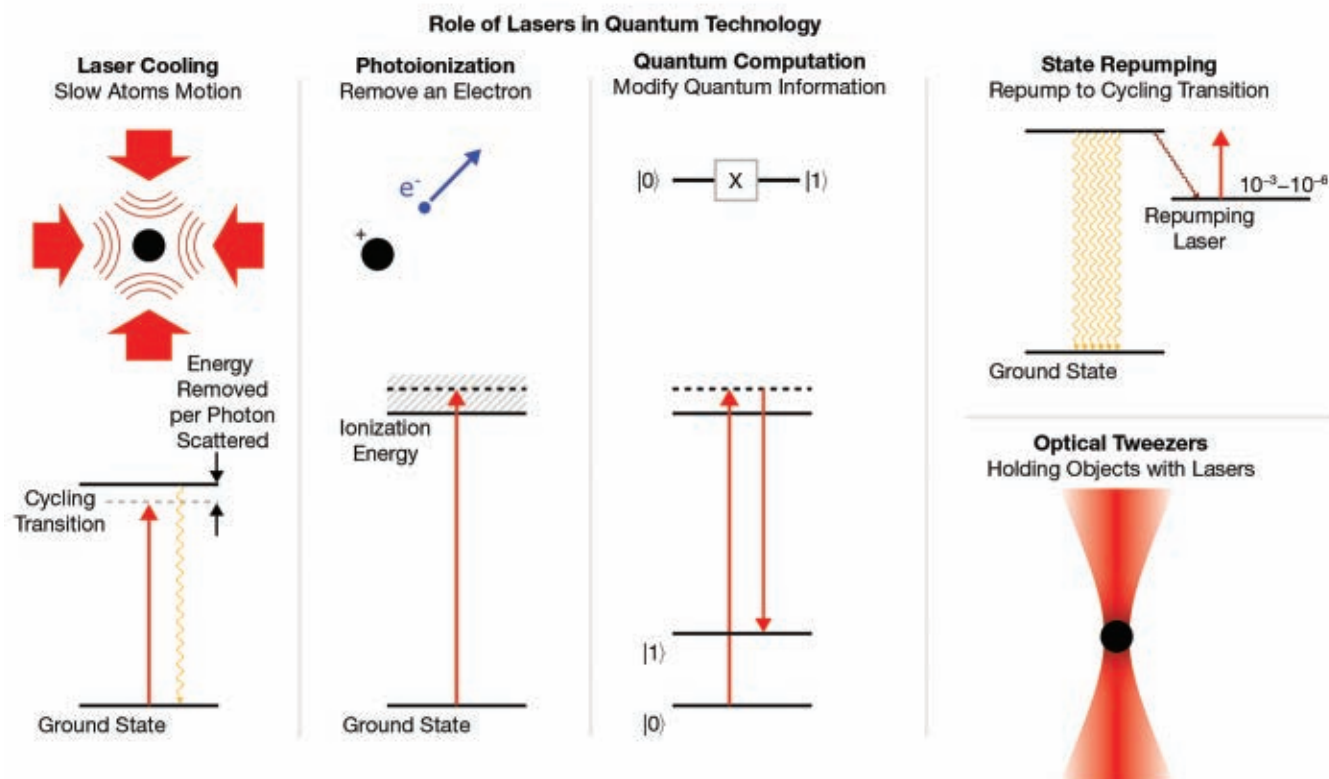 Role of Lasers in Quantum Technology
Laser Cooling
Slow Atoms Motion
Energy
Removed
per Photon
Scattered
Cycling
Transition
Ground State
Photoionization
Remove an Electron
e-
+
Ionization
Energy
Ground State
Quantum Computation
Modify Quantum Information
|0⟩ X |1⟩
|1⟩
|0⟩
State Repumping
Repump to Cycling Transition
10⁻³–10⁻⁶
Repumping
Laser
Ground State
Optical Tweezers
Holding Objects with Lasers